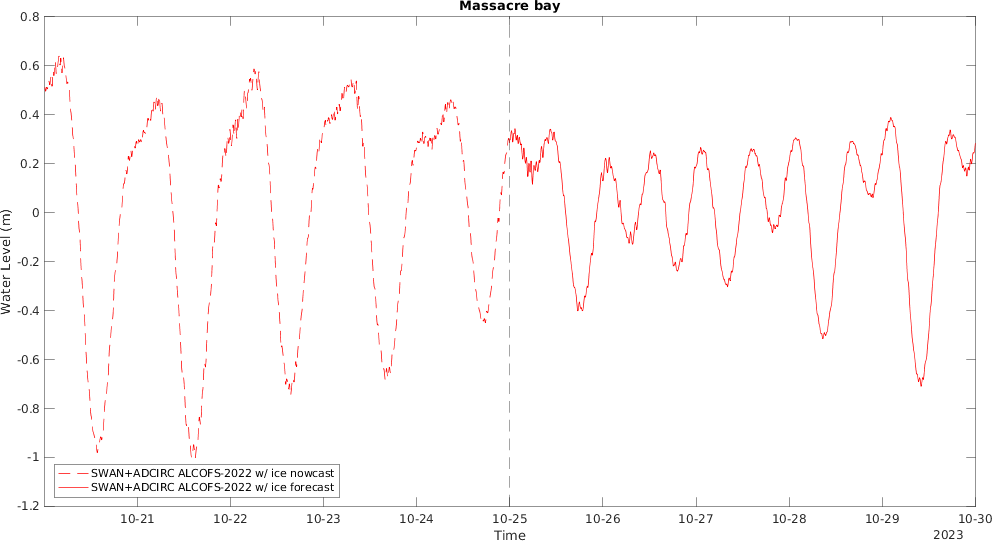 Massacre bay
0.8
0.6
0.4
0.2
0
-0.2
-0.4
-0.6
-0.8
-1
-1.2
Water Level (m)
SWAN+ADCIRC ALCOFS-2022 w/ ice nowcast
SWAN+ADCIRC ALCOFS-2022 w/ ice forecast
10-21 10-22 10-23 10-24 10-25 10-26 10-27 10-28 10-29 10-30
Time
2023